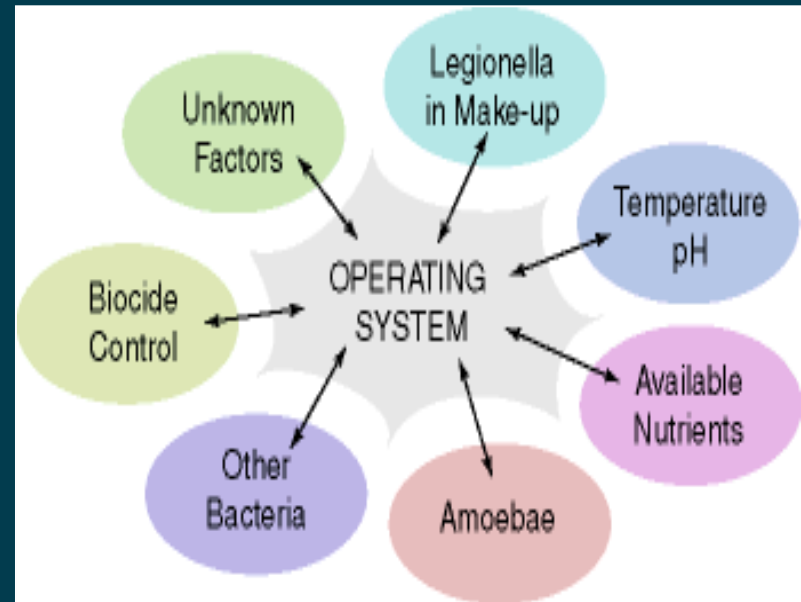 Legionella
in Make-up
Unknown
Factors
Temperature
pH
OPERATING
SYSTEM
Biocide
Control
Available
Nutrients
Other
Bacteria
Amoebae